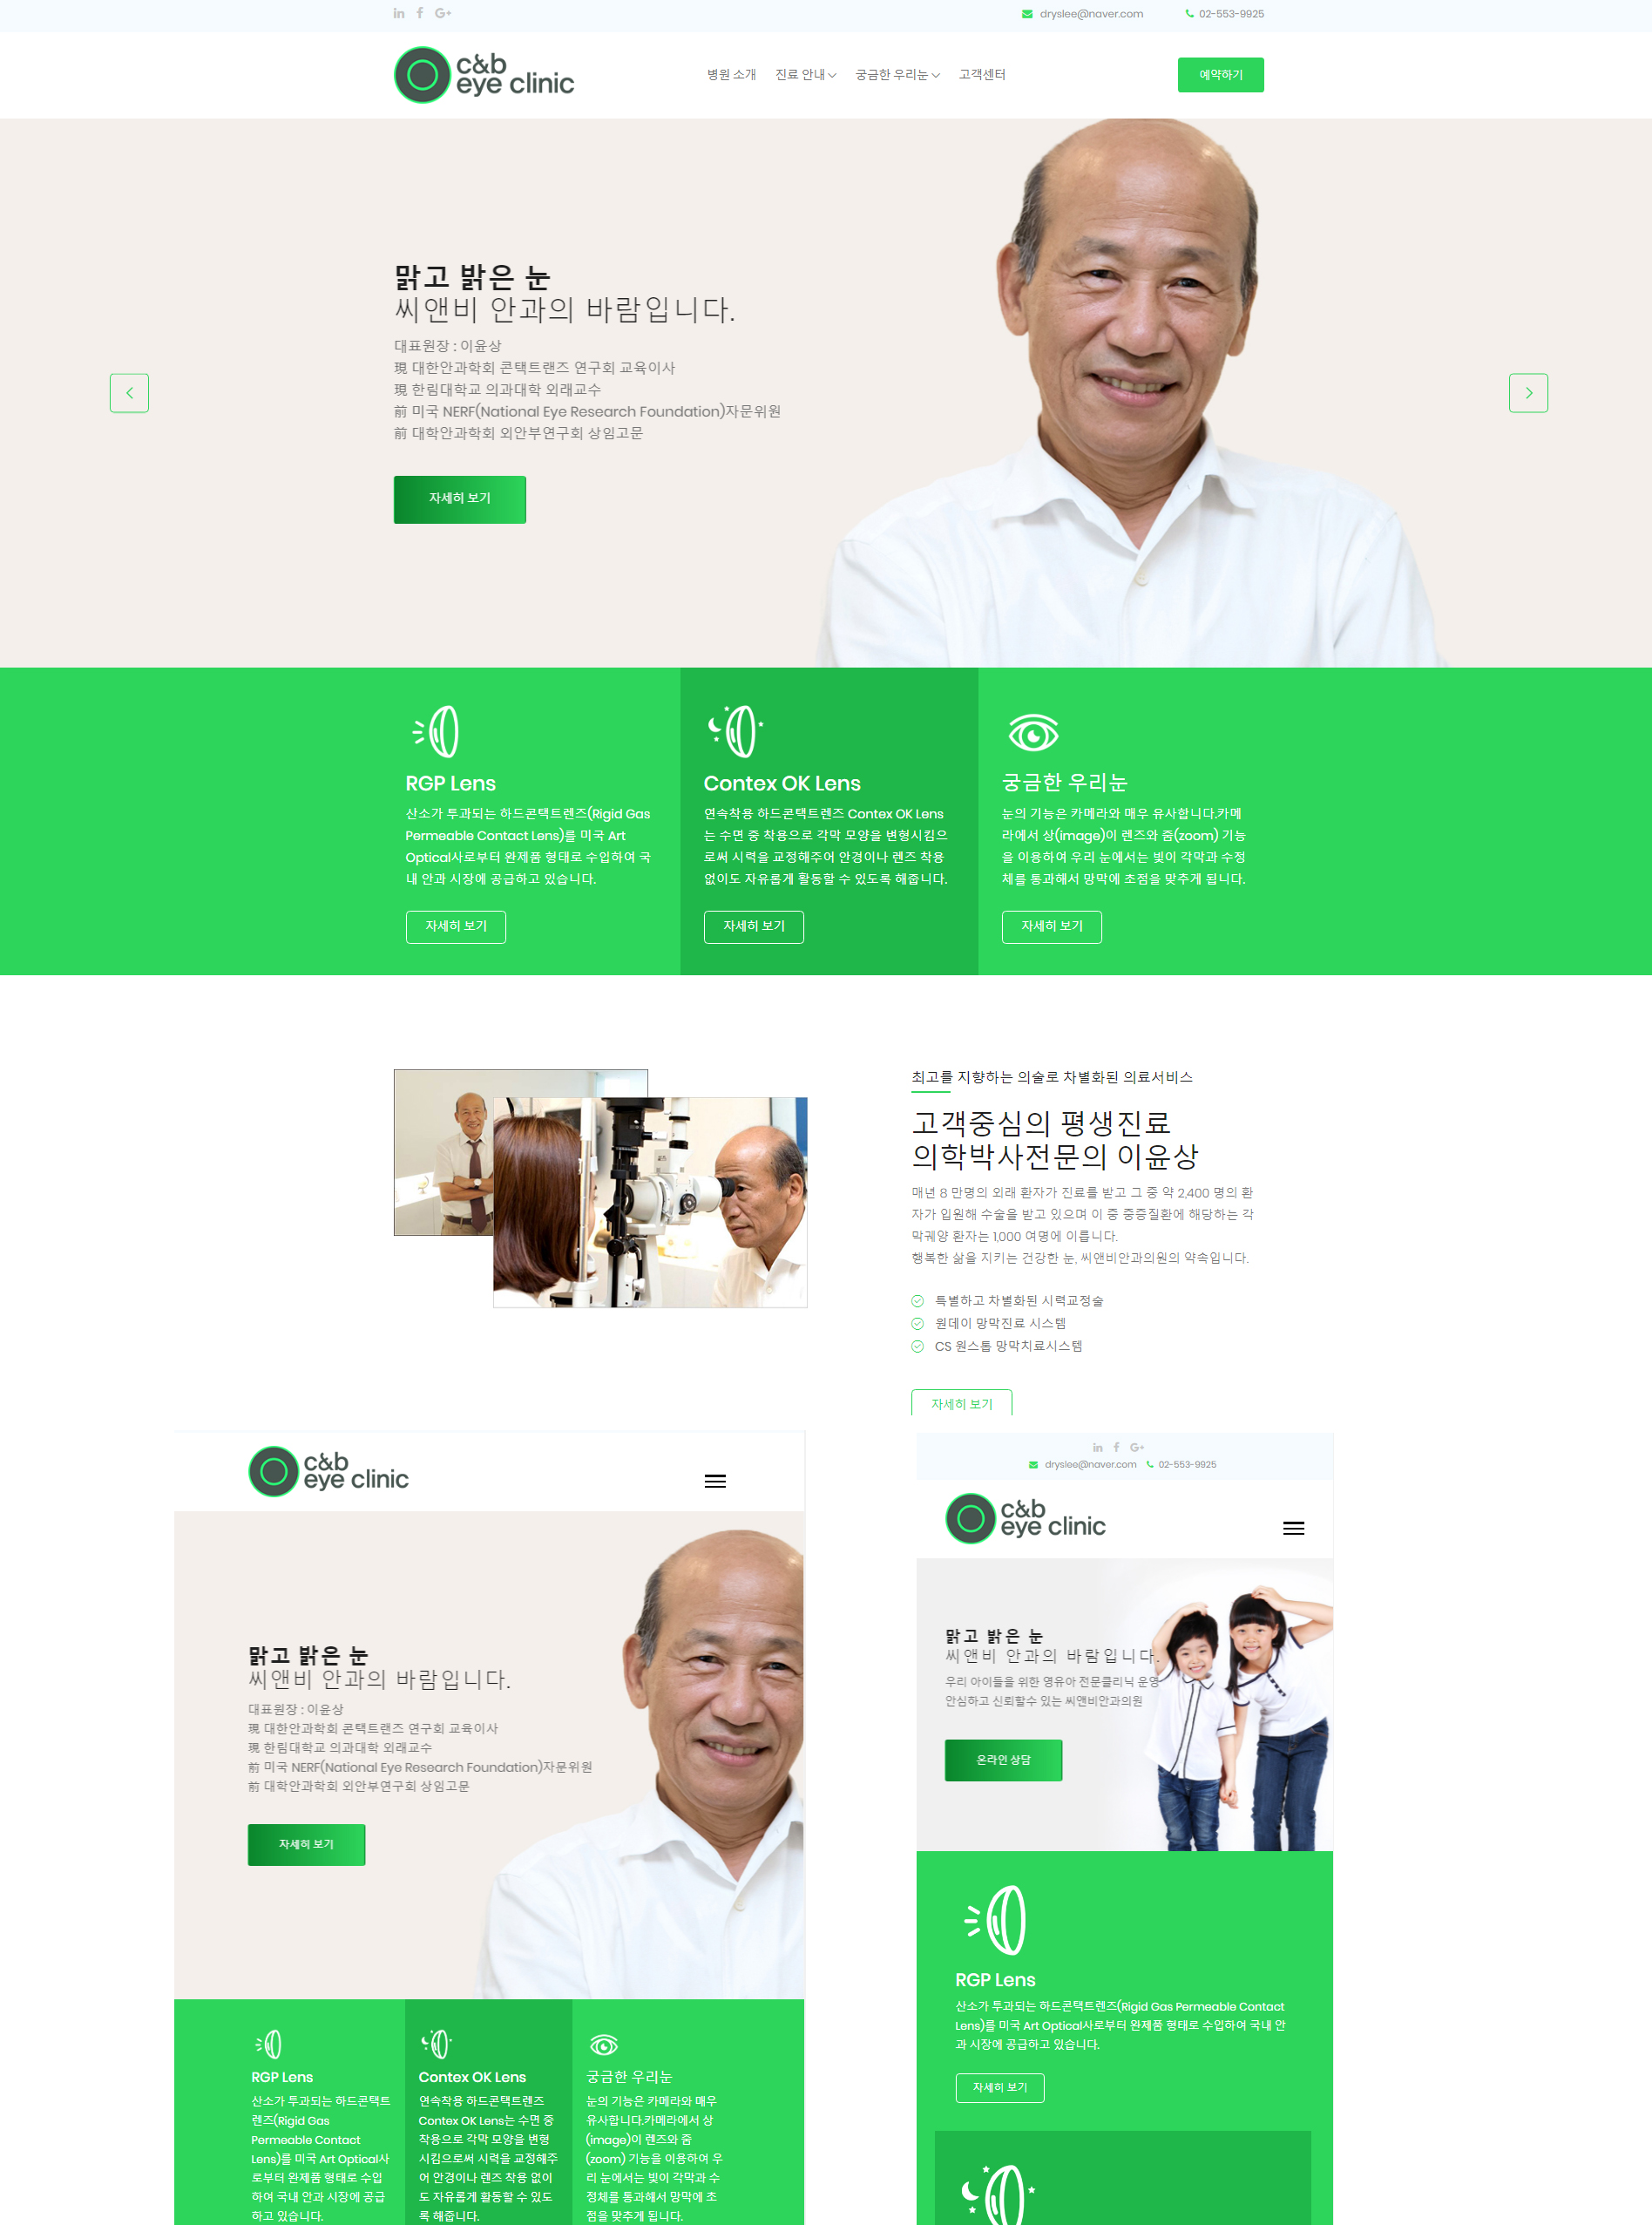 dryslee@naver.com
02-553-9925
c&b
eye clinic
병원 소개
진료 안내
궁금한 우리눈
고객센터
예약하기
맑고 밝은 눈
씨앤비 안과의 바람입니다.
대표원장 : 이윤상
現 대한안과학회 콘택트랜즈 연구회 교육이사
現 한림대학교 의과대학 외래교수
前 미국 NERF(National Eye Research Foundation)자문위원
前 대학안과학회 외안부연구회 상임고문
자세히 보기
RGP Lens
산소가 투과되는 하드콘택트렌즈(Rigid Gas
Permeable Contact Lens)를 미국 Art
Optical사로부터 완제품 형태로 수입하여 국
내 안과 시장에 공급하고 있습니다.
자세히 보기
Contex OK Lens
연속착용 하드콘택트렌즈 Contex OK Lens
는 수면 중 착용으로 각막 모양을 변형시킴으
로써 시력을 교정해주어 안경이나 렌즈 착용
없이도 자유롭게 활동할 수 있도록 해줍니다.
자세히 보기
궁금한 우리눈
눈의 기능은 카메라와 매우 유사합니다.카메
라에서 상(image)이 렌즈와 줌(zoom) 기능
을 이용하여 우리 눈에서는 빛이 각막과 수정
체를 통과해서 망막에 초점을 맞추게 됩니다.
자세히 보기
최고를 지향하는 의술로 차별화된 의료서비스
고객중심의 평생진료
의학박사전문의 이윤상
매년 8 만명의 외래 환자가 진료를 받고 그 중 약 2,400 명의 환
자가 입원해 수술을 받고 있으며 이 중 중증질환에 해당하는 각
막궤양 환자는 1,000 여명에 이릅니다.
행복한 삶을 지키는 건강한 눈, 씨앤비안과의원의 약속입니다.
특별하고 차별화된 시력교정술
원데이 망막진료 시스템
CS 원스톱 망막치료시스템
자세히 보기
c&b
eye clinic
맑고 밝은 눈
씨앤비 안과의 바람입니다.
대표원장 : 이윤상
現 대한안과학회 콘택트랜즈 연구회 교육이사
現 한림대학교 의과대학 외래교수
前 미국 NERF(National Eye Research Foundation)자문위원
前 대학안과학회 외안부연구회 상임고문
자세히 보기
RGP Lens
산소가 투과되는 하드콘택트
렌즈(Rigid Gas
Permeable Contact
Lens)를 미국 Art Optical사
로부터 완제품 형태로 수입
하여 국내 안과 시장에 공급
하고 있습니다.
Contex OK Lens
연속착용 하드콘택트렌즈
Contex OK Lens는 수면 중
착용으로 각막 모양을 변형
시킴으로써 시력을 교정해주
어 안경이나 렌즈 착용 없이
도 자유롭게 활동할 수 있도
록 해줍니다.
궁금한 우리눈
눈의 기능은 카메라와 매우
유사합니다.카메라에서 상
(image)이 렌즈와 줌
(zoom) 기능을 이용하여 우
리 눈에서는 빛이 각막과 수
정체를 통과해서 망막에 초
점을 맞추게 됩니다.
dryslee@naver.com
02-553-9925
c&b
eye clinic
맑고 밝은 눈
씨앤비 안과의 바람입니다.
우리 아이들을 위한 영유아 전문클리닉 운영
안심하고 신뢰할수 있는 씨앤비안과의원
온라인 상담
RGP Lens
산소가 투과되는 하드콘택트렌즈(Rigid Gas Permeable Contact
Lens)를 미국 Art Optical사로부터 완제품 형태로 수입하여 국내 안
과 시장에 공급하고 있습니다.
자세히 보기